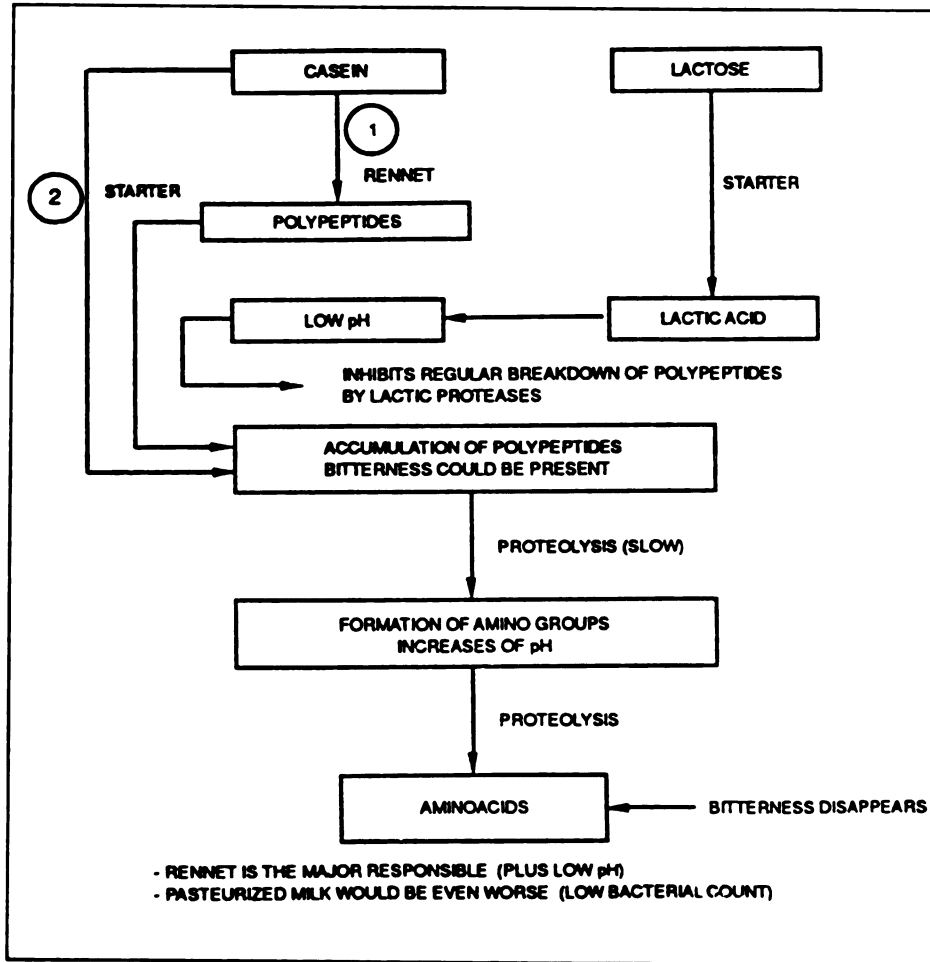 CASEIN
LACTOSE
1
RENNET
2
STARTER
STARTER
POLYPEPTIDES
LOW pH
LACTIC ACID
INHIBITS REGULAR BREAKDOWN OF POLYPEPTIDES
BY LACTIC PROTEASES
ACCUMULATION OF POLYPEPTIDES
BITTERNESS COULD BE PRESENT
PROTEOLYSIS (SLOW)
FORMATION OF AMINO GROUPS
INCREASES OF pH
PROTEOLYSIS
AMINOACIDS
BITTERNESS DISAPPEARS
- RENNET IS THE MAJOR RESPONSIBLE (PLUS LOW pH)
- PASTEURIZED MILK WOULD BE EVEN WORSE (LOW BACTERIAL COUNT)